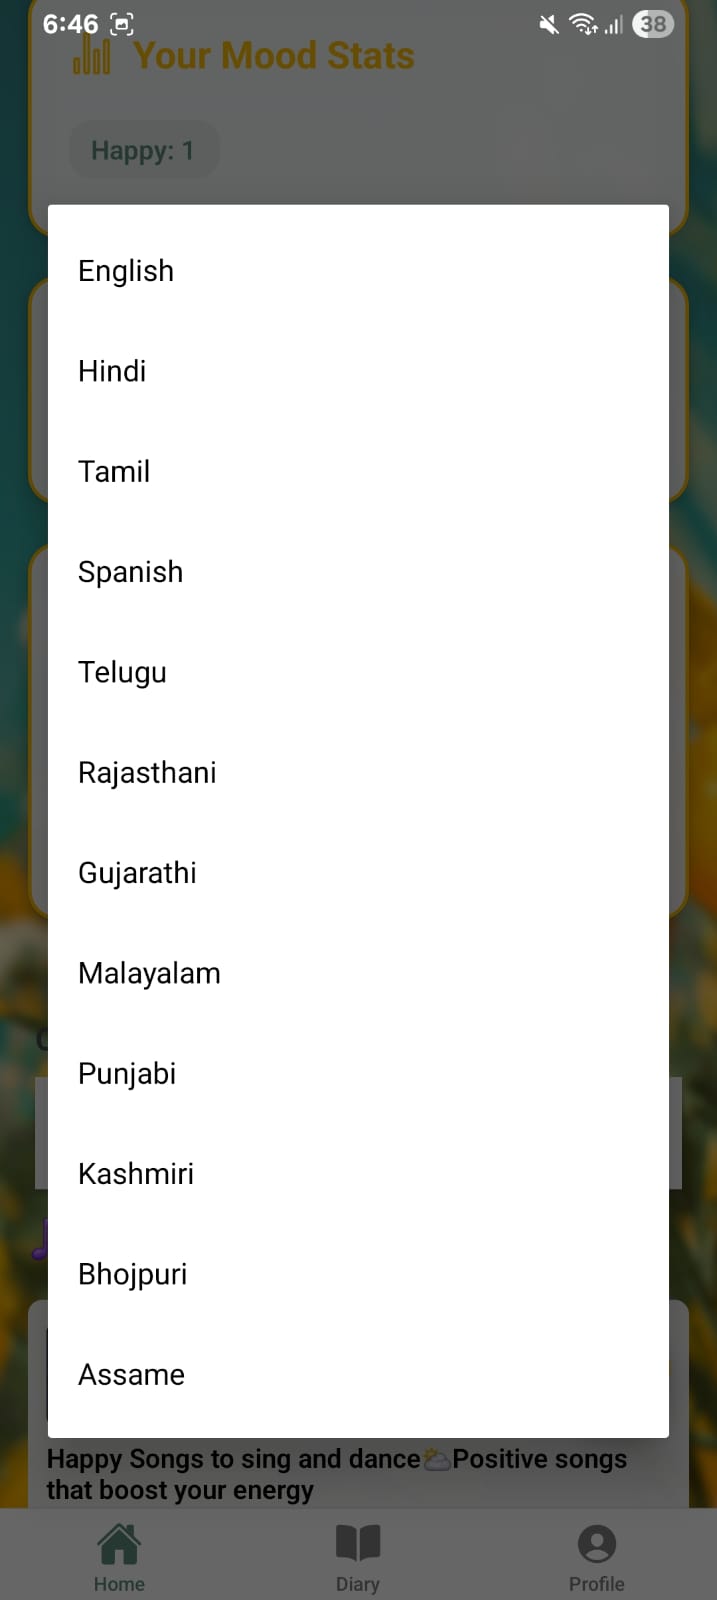 6:46
38
Your Mood Stats
Happy: 1
English
Hindi
Tamil
Spanish
Telugu
Rajasthani
Gujarathi
Malayalam
Punjabi
Kashmiri
Bhojpuri
Assame
Happy Songs to sing and dance🌥️Positive songs
that boost your energy
Home
Diary
Profile